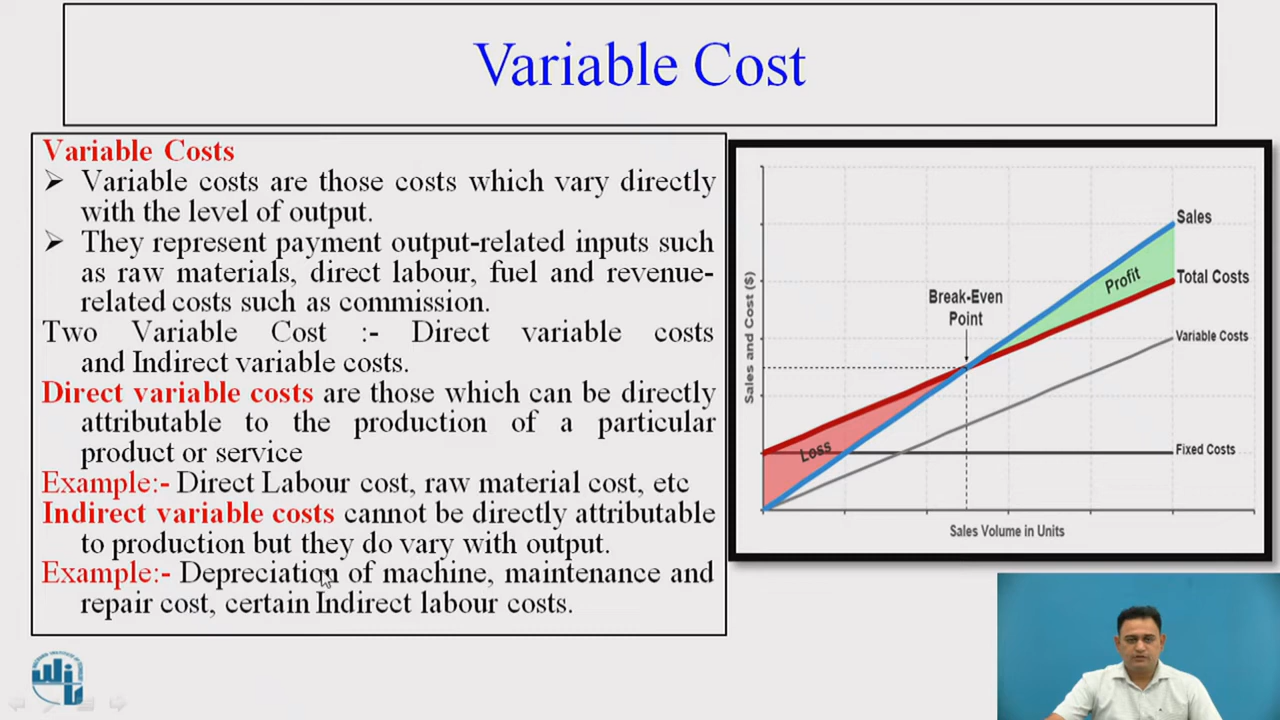 Variable Cost
Variable Costs
➢ Variable costs are those costs which vary directly
with the level of output.
➢ They represent payment output-related inputs such
as raw materials, direct labour, fuel and revenue-
related costs such as commission.
Two Variable Cost :- Direct variable costs
and Indirect variable costs.
Direct variable costs are those which can be directly
attributable to the production of a particular
product or service
Example:- Direct Labour cost, raw material cost, etc
Indirect variable costs cannot be directly attributable
to production but they do vary with output.
Example:- Depreciation of machine, maintenance and
repair cost, certain Indirect labour costs.
Sales and Cost ($)
Sales
Profit
Total Costs
Break-Even
Point
Variable Costs
Loss
Fixed Costs
Sales Volume in Units